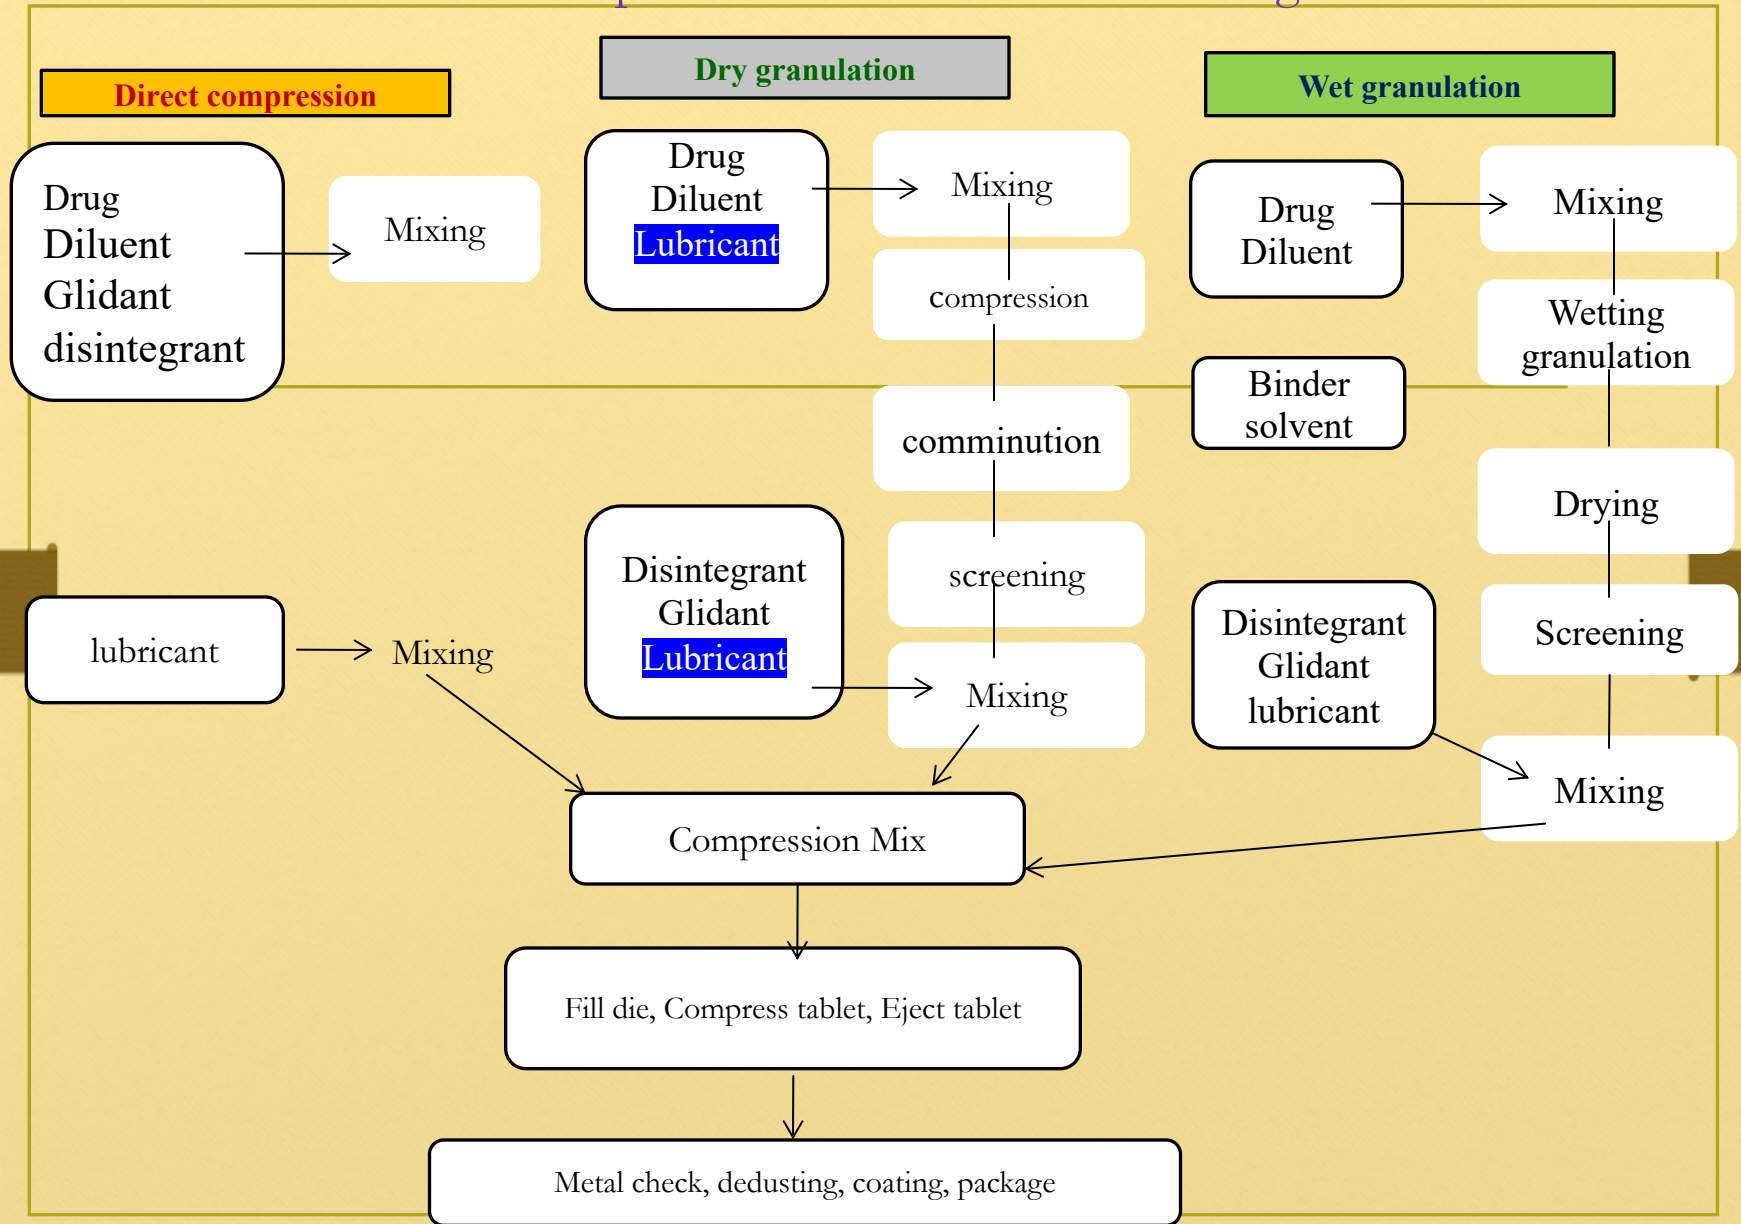 Direct compression
Drug
Diluent
Glidant
disintegrant
Mixing
lubricant
Mixing
Dry granulation
Drug
Diluent
Lubricant
Mixing
compression
comminution
screening
Disintegrant
Glidant
Lubricant
Mixing
Wet granulation
Drug
Diluent
Mixing
Wetting
granulation
Binder
solvent
Drying
Screening
Disintegrant
Glidant
lubricant
Mixing
Compression Mix
Fill die, Compress tablet, Eject tablet
Metal check, dedusting, coating, package